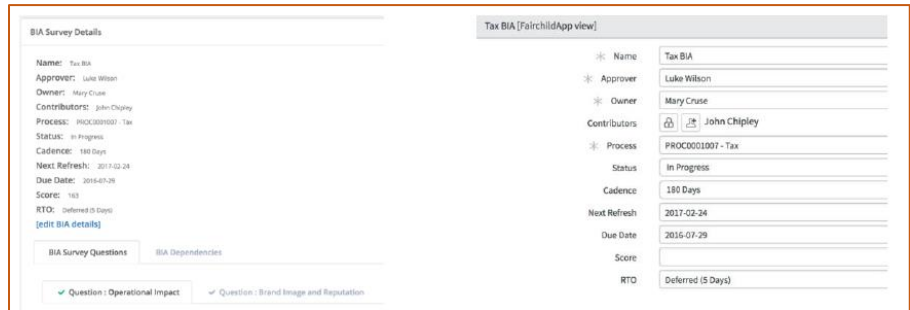 BIA Survey Details
Name: Tax BIA
Approver: Luke Wilson
Owner: Mary Cruse
Contributors: John Chipley
Process: PROC0001007 - Tax
Status: In Progress
Cadence: 180 Days
Next Refresh: 2017-02-24
Due Date: 2016-07-29
Score: 163
RTO: Deferred (5 Days)
[edit BIA details]
BIA Survey Questions BIA Dependencies
✓ Question : Operational Impact ✓ Question : Brand Image and Reputation
Tax BIA [FairchildApp view]
Name Tax BIA
Approver Luke Wilson
Owner Mary Cruse
Contributors John Chipley
Process PROC0001007 - Tax
Status In Progress
Cadence 180 Days
Next Refresh 2017-02-24
Due Date 2016-07-29
Score
RTO Deferred (5 Days)